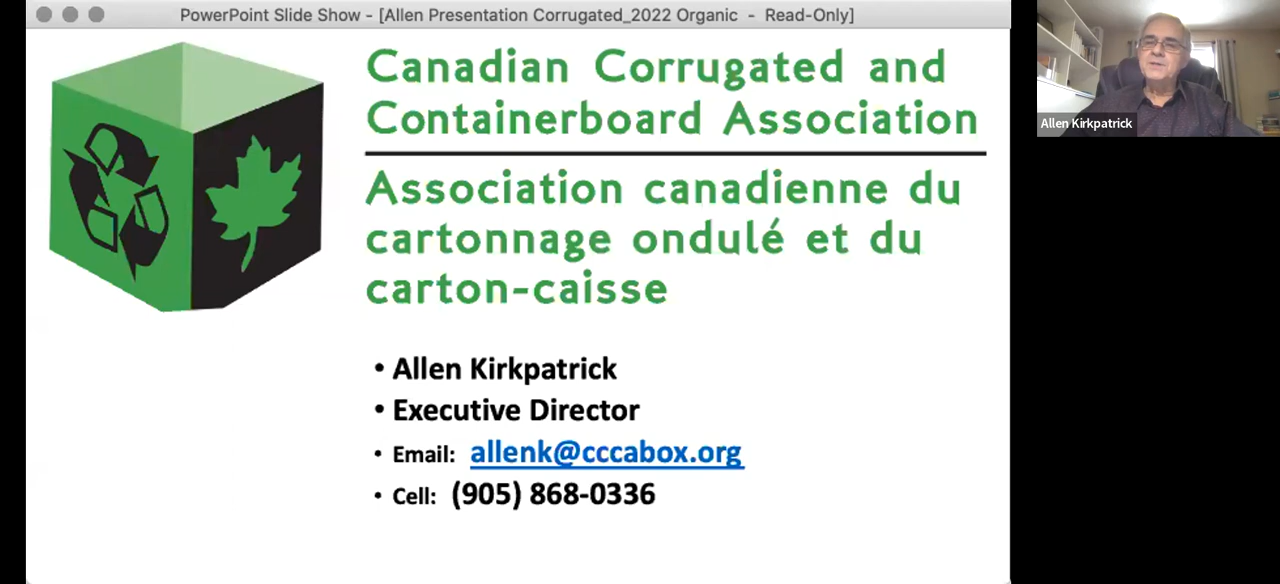 PowerPoint Slide Show - [Allen Presentation Corrugated_2022 Organic - Read-Only]
Canadian Corrugated and
Containerboard Association
Association canadienne du
cartonnage ondulé et du
carton-caisse
• Allen Kirkpatrick
• Executive Director
• Email: allenk@cccabox.org
• Cell: (905) 868-0336
Allen Kirkpatrick